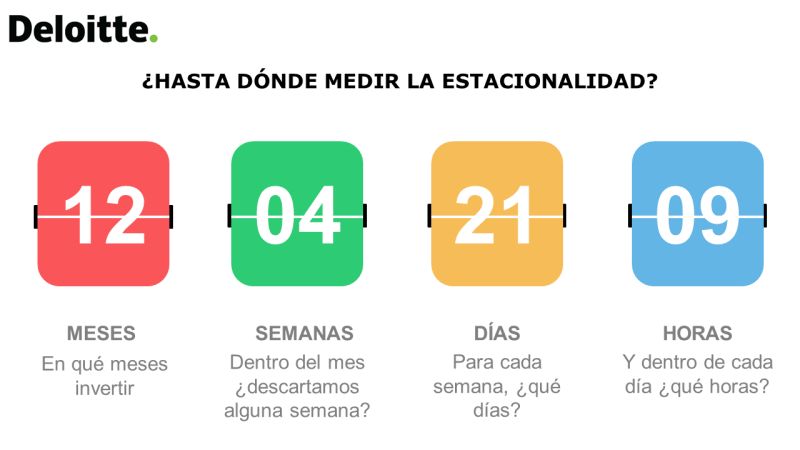 Deloitte.
¿HASTA DÓNDE MEDIR LA ESTACIONALIDAD?
12
04
21
09
MESES
En qué meses
invertir
SEMANAS
Dentro del mes
¿descartamos
alguna semana?
DÍAS
Para cada
semana, ¿qué
días?
HORAS
Y dentro de cada
día ¿qué horas?